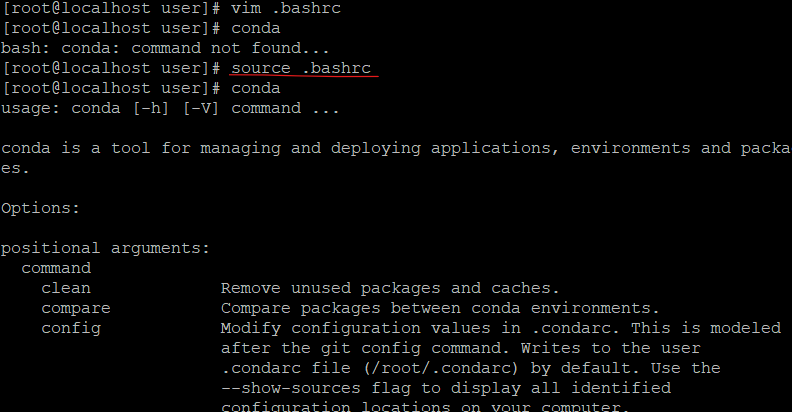 [root@localhost user]# vim .bashrc
[root@localhost user]# conda
bash: conda: command not found...
[root@localhost user]# source .bashrc
[root@localhost user]# conda
usage: conda [-h] [-V] command ...
conda is a tool for managing and deploying applications, environments and packa
es.
Options:
positional arguments:
command
clean Remove unused packages and caches.
compare Compare packages between conda environments.
config Modify configuration values in .condarc. This is modeled
after the git config command. Writes to the user
.condarc file (/root/.condarc) by default. Use the
--show-sources flag to display all identified
configuration locations on your computer.